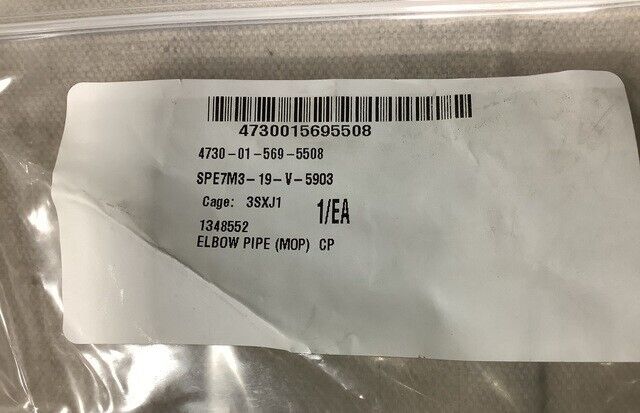 4730015695508
4730-01-569-5508
SPE7M3-19-V-5903
Cage: 3SXJ1 1/EA
1348552
ELBOW PIPE (MOP) CP